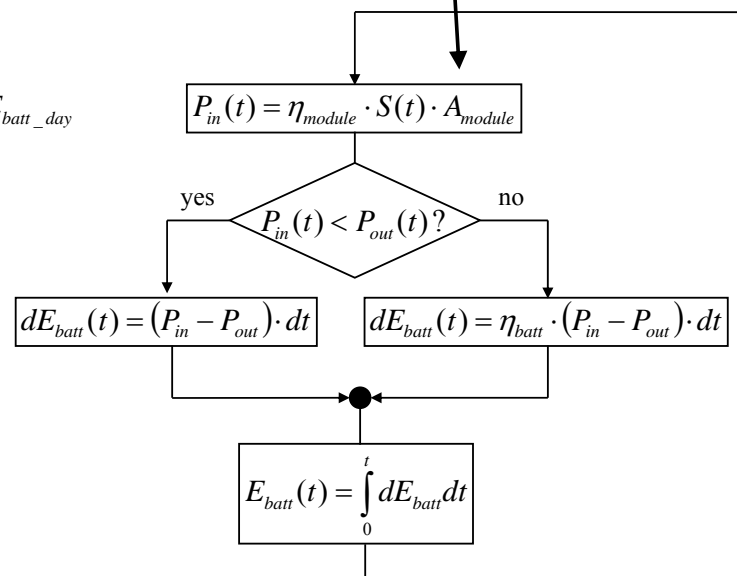 batt_day
P_in(t) = η_module · S(t) · A_module
yes
no
P_in(t) < P_out(t)?
dE_batt(t) = (P_in − P_out) · dt
dE_batt(t) = η_batt · (P_in − P_out) · dt
E_batt(t) = ∫_0^t dE_batt dt